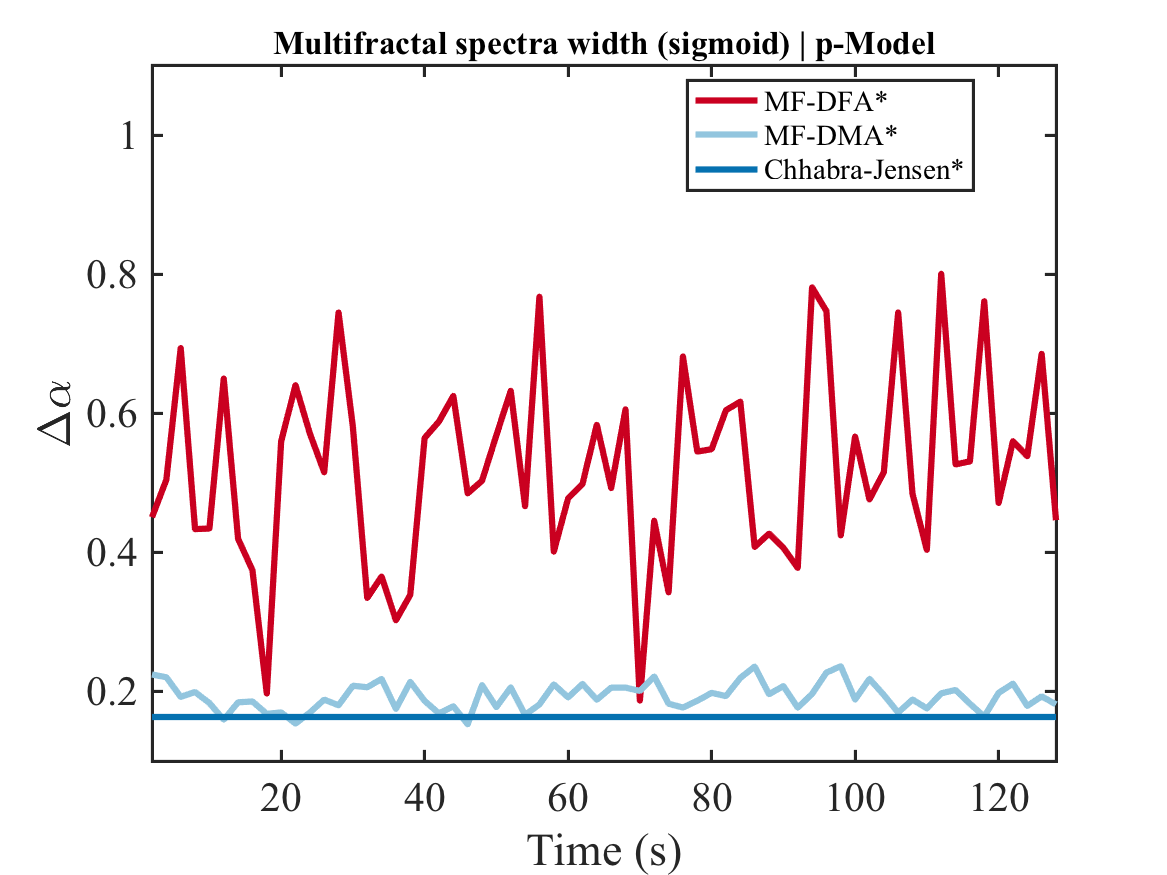 Multifractal spectra width (sigmoid) | p-Model
MF-DFA*
MF-DMA*
Chhabra-Jensen*
1
0.8
0.6
0.4
0.2
Δα
20 40 60 80 100 120
Time (s)